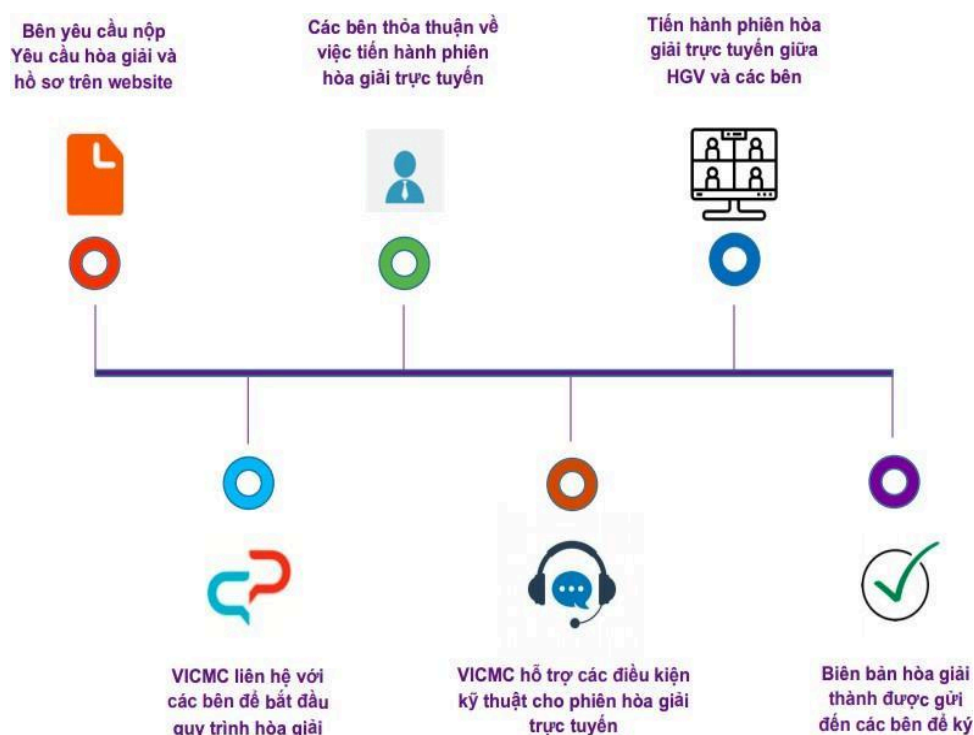 Bên yêu cầu nộp
Yêu cầu hòa giải và
hồ sơ trên website
Các bên thỏa thuận về
việc tiến hành phiên
hòa giải trực tuyến
Tiến hành phiên hòa
giải trực tuyến giữa
HGV và các bên
VICMC liên hệ với
các bên để bắt đầu
quy trình hòa giải
VICMC hỗ trợ các điều kiện
kỹ thuật cho phiên hòa giải
trực tuyến
Biên bản hòa giải
thành được gửi
đến các bên để ký